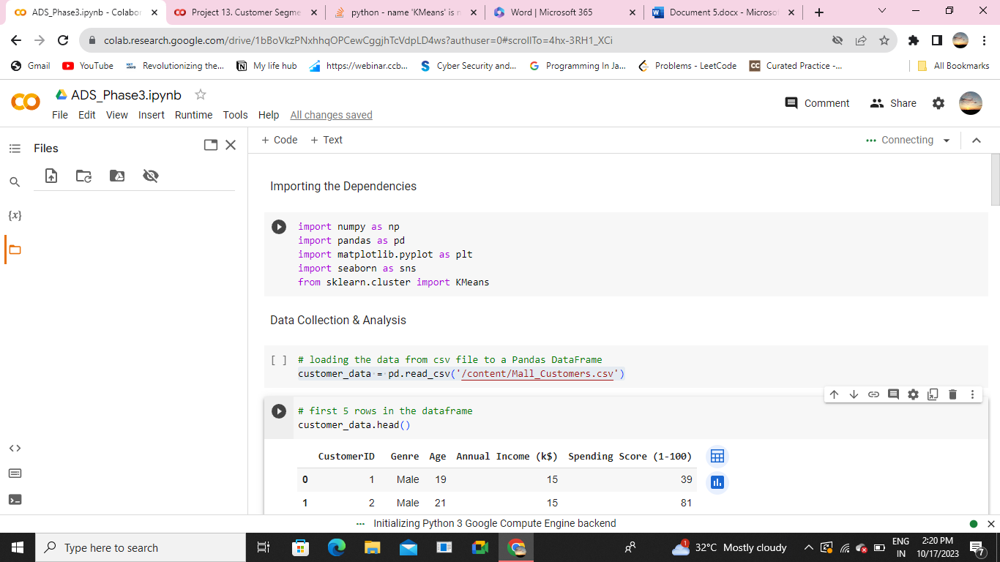 ADS_Phase3.ipynb - Colabor
Project 13. Customer Segme
python - name 'KMeans' is n
Word | Microsoft 365
Document 5.docx - Microso
colab.research.google.com/drive/1bBoVkzPNxhhqOPCewCggjhTcVdpLD4ws?authuser=0#scrollTo=4hx-3RH1_XCi
Gmail
YouTube
Revolutionizing the...
My life hub
https://webinar.ccb...
Cyber Security and...
Programming In Ja...
Problems - LeetCode
CC
Curated Practice -...
All Bookmarks
ADS_Phase3.ipynb
Comment
Share
File Edit View Insert Runtime Tools Help All changes saved
Files
+ Code + Text
Connecting
{x}
Importing the Dependencies
import numpy as np
import pandas as pd
import matplotlib.pyplot as plt
import seaborn as sns
from sklearn.cluster import KMeans
Data Collection & Analysis
[ ] # loading the data from csv file to a Pandas DataFrame
customer_data = pd.read_csv('/content/Mall_Customers.csv')
# first 5 rows in the dataframe
customer_data.head()
CustomerID Genre Age Annual Income (k$) Spending Score (1-100)
0 1 Male 19 15 39
1 2 Male 21 15 81
Initializing Python 3 Google Compute Engine backend
Type here to search
1
32°C Mostly cloudy
ENG
IN
2:20 PM
10/17/2023
7